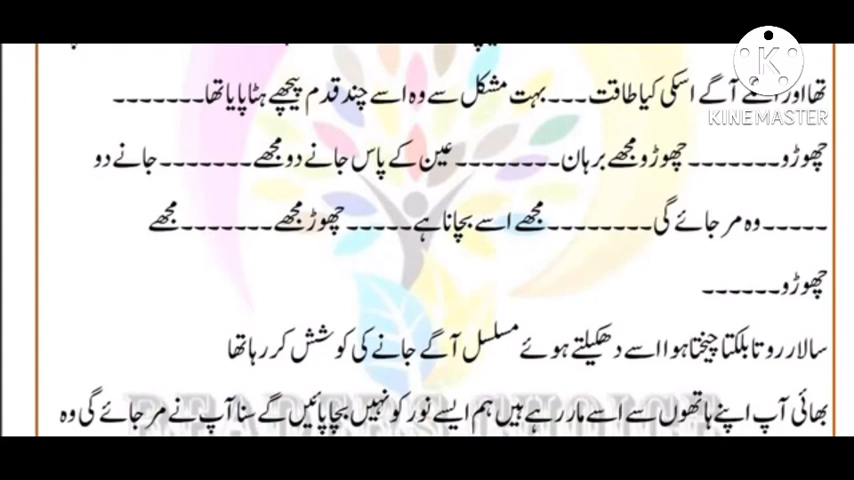 تھا اور آگے اسکی کیا طاقت۔۔۔ بہت مشکل سے وہ اسے چند قدم پیچھے ہٹا پایا تھا۔۔۔۔۔۔۔
چھوڑو۔۔۔۔۔۔۔۔چھوڑو مجھے برہان۔۔۔۔۔۔۔۔عین کے پاس جانے دو مجھے۔۔۔۔۔۔۔جانے دو
۔۔۔۔۔وہ مر جائے گی۔۔۔۔۔۔۔۔مجھے اسے بچانا ہے۔۔۔۔۔چھوڑ مجھے۔۔۔۔۔۔۔مجھے
چھوڑو۔۔۔۔۔۔
سالار روتا بلکتا چیختا ہوا اسے دھکیلتے ہوئے مسلسل آگے جانے کی کوشش کر رہا تھا
بھائی آپ اپنے ہاتھوں سے اسے مار رہے ہیں ہم ایسے نور کو نہیں بچا پائیں گے سنا آپ نے مر جائے گی وہ
K
KINEMASTER
READERS CHOICE